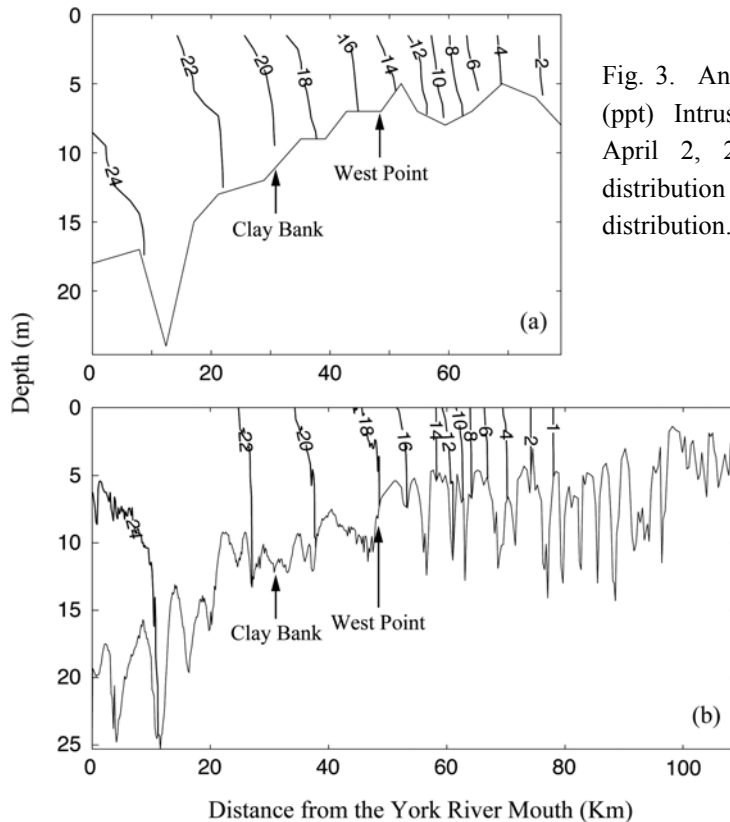 0
5
10
15
20
22
20
18
16
14
12
10
8
6
4
2
24
West Point
Clay Bank
(a)
0 20 40 60
Fig. 3. An
(ppt) Intrus
April 2, 2
distribution
distribution.
Depth (m)
0
5
10
15
20
25
22
20
18
16
14
12
10
8
6
4
2
1
24
Clay Bank
West Point
(b)
0 20 40 60 80 100
Distance from the York River Mouth (Km)